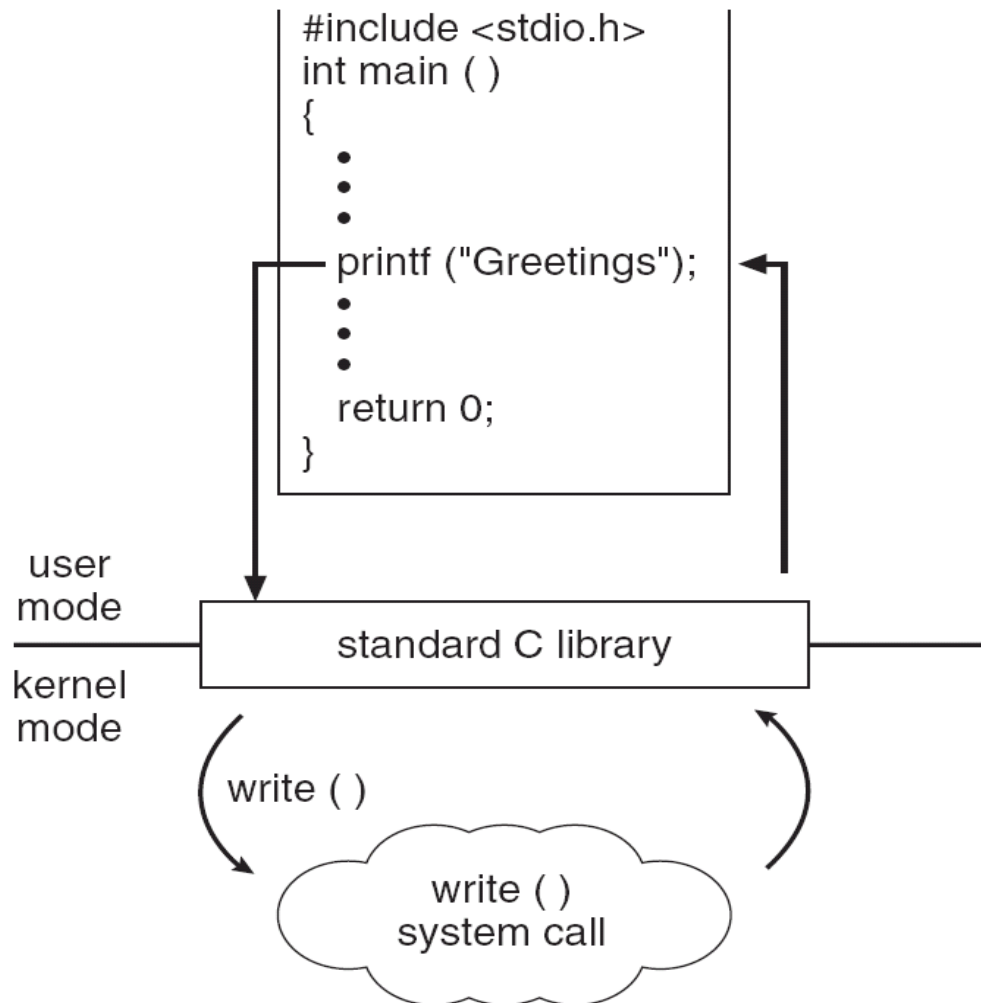 #include <stdio.h>
int main ( )
{
•
•
•
printf ("Greetings");
•
•
•
return 0;
}
user
mode
standard C library
kernel
mode
write ( )
write ( )
system call